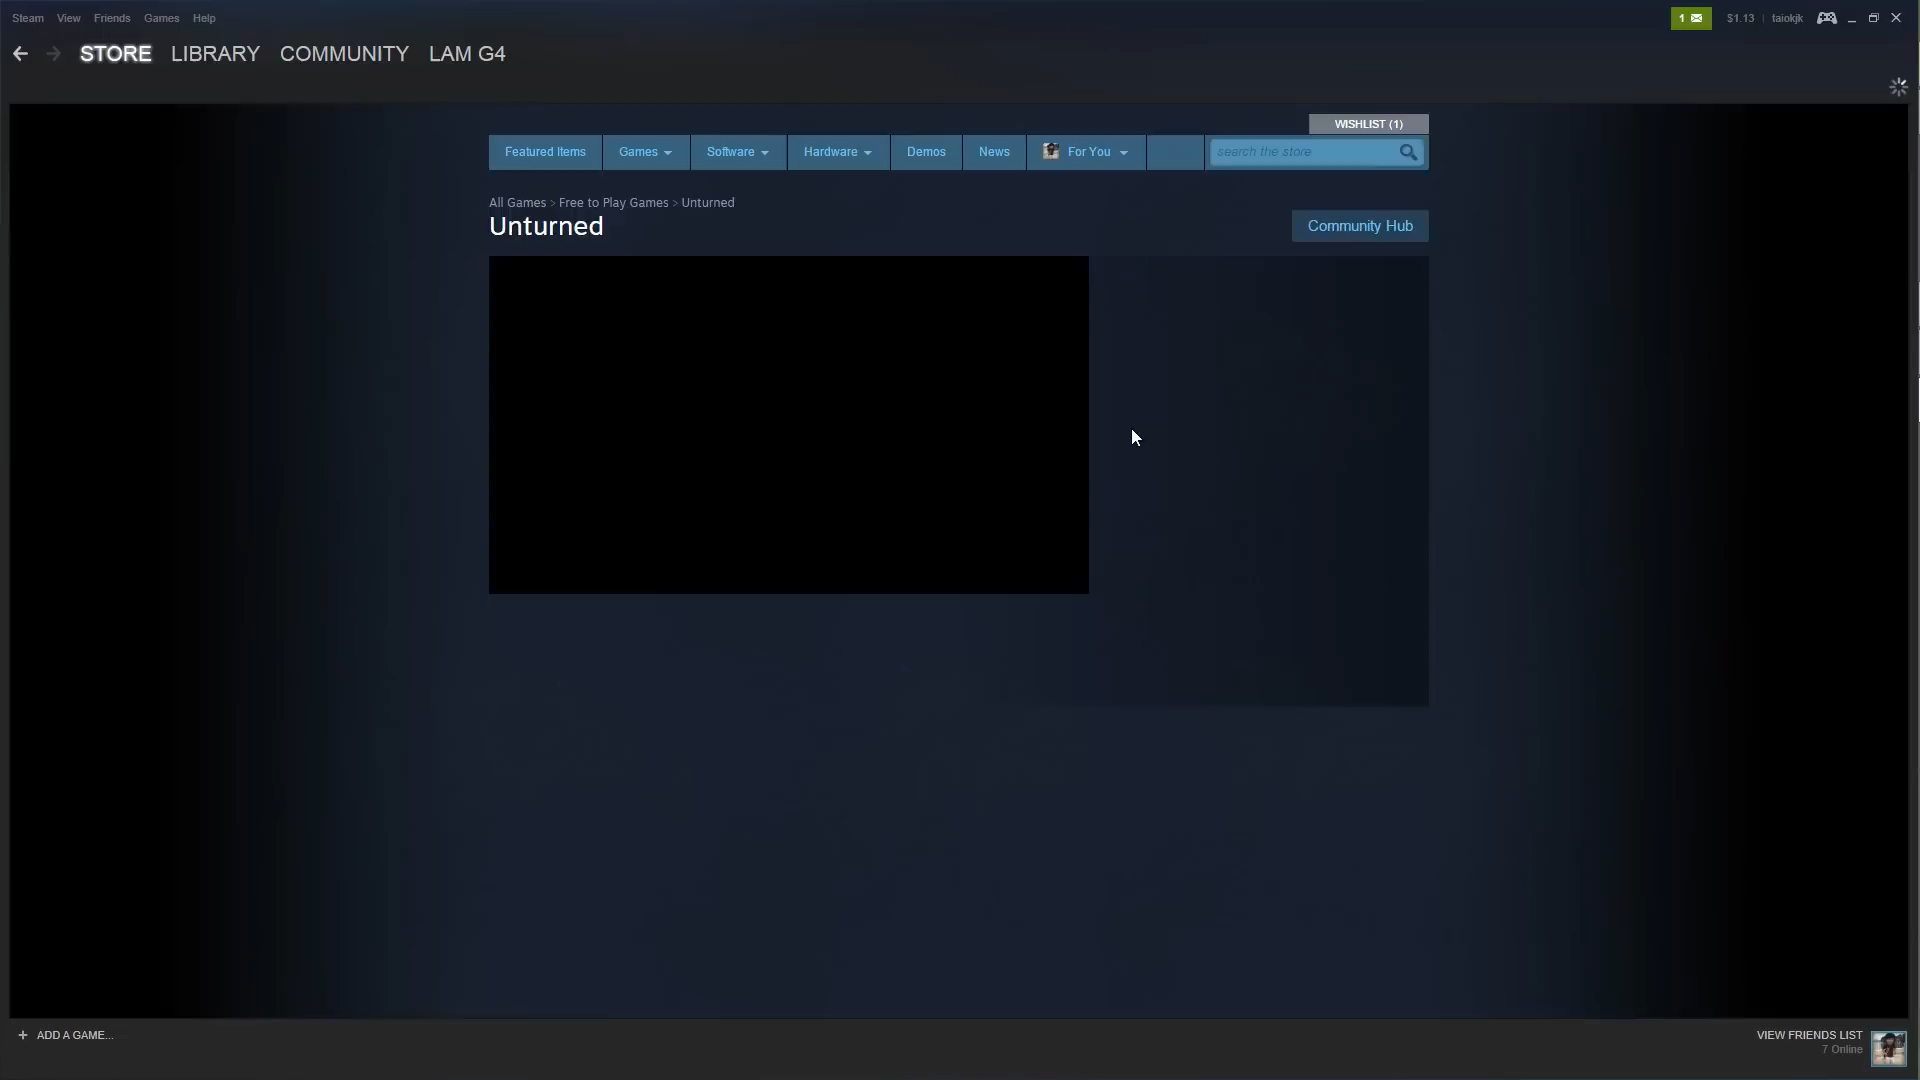 Steam View Friends Games Help
1 $1.13 taiokjk
STORE LIBRARY COMMUNITY LAM G4
WISHLIST (1)
Featured Items Games Software Hardware Demos News For You search the store
All Games > Free to Play Games > Unturned
Unturned
Community Hub
+ ADD A GAME...
VIEW FRIENDS LIST
7 Online